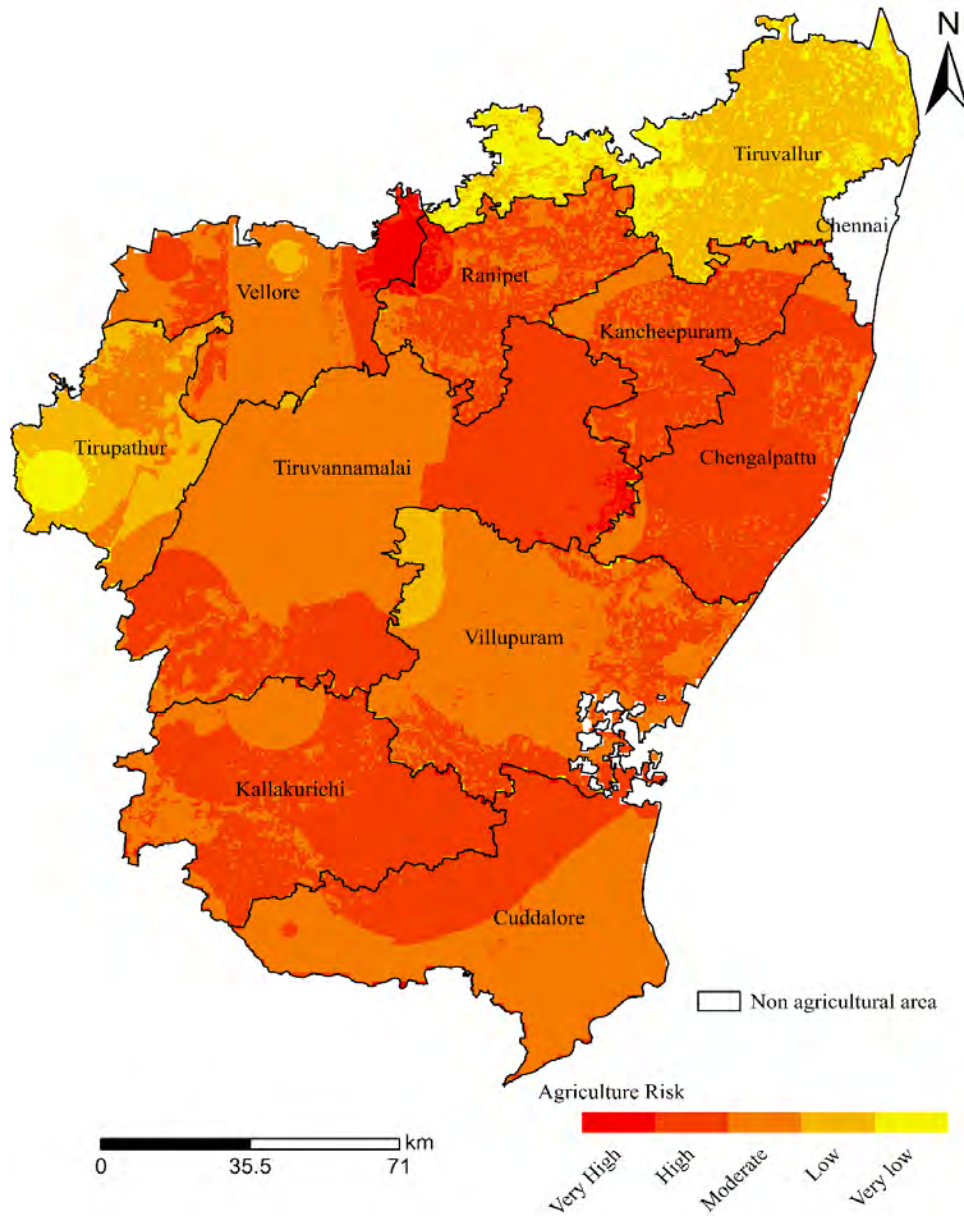 N
Tiruvallur
Chennai
Ranipet
Vellore
Kancheepuram
Tirupathur
Tiruvannamalai
Chengalpattu
Villupuram
Kallakurichi
Cuddalore
Non agricultural area
Agriculture Risk
km
0 35.5 71
Very High High Moderate Low Very low